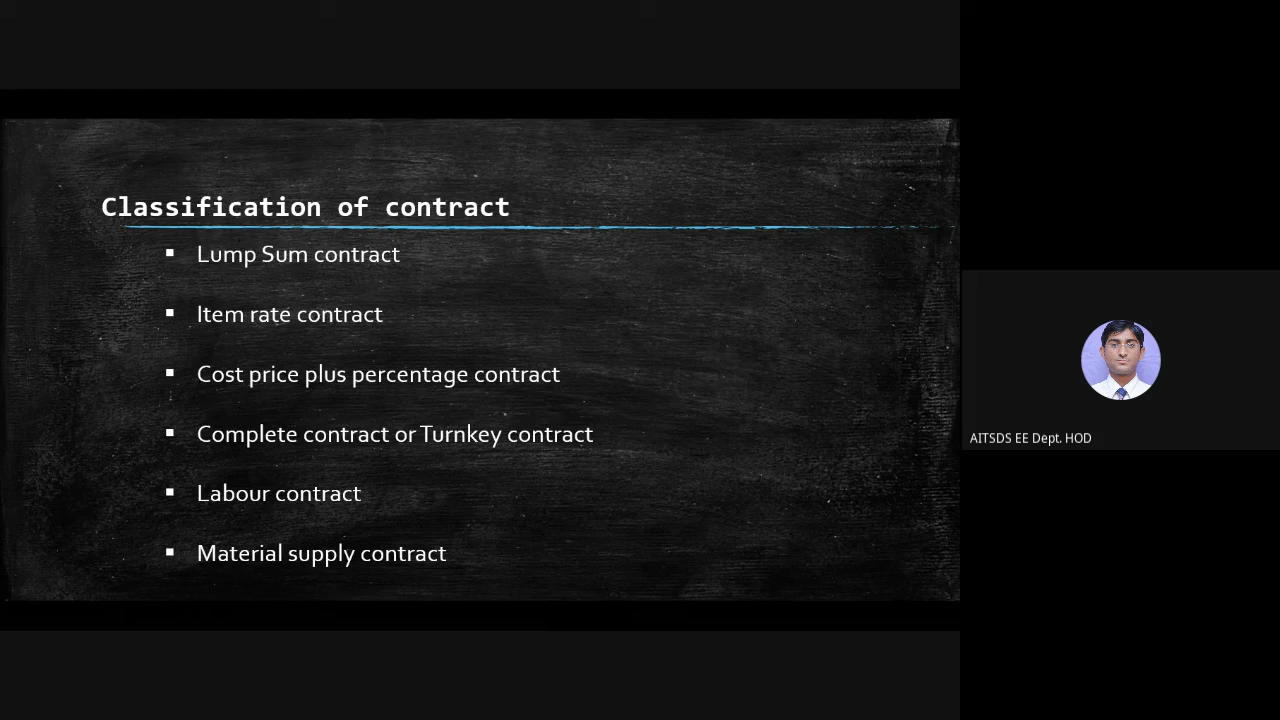 Classification of contract
▪ Lump Sum contract
▪ Item rate contract
▪ Cost price plus percentage contract
▪ Complete contract or Turnkey contract
▪ Labour contract
▪ Material supply contract
AITSDS EE Dept. HOD